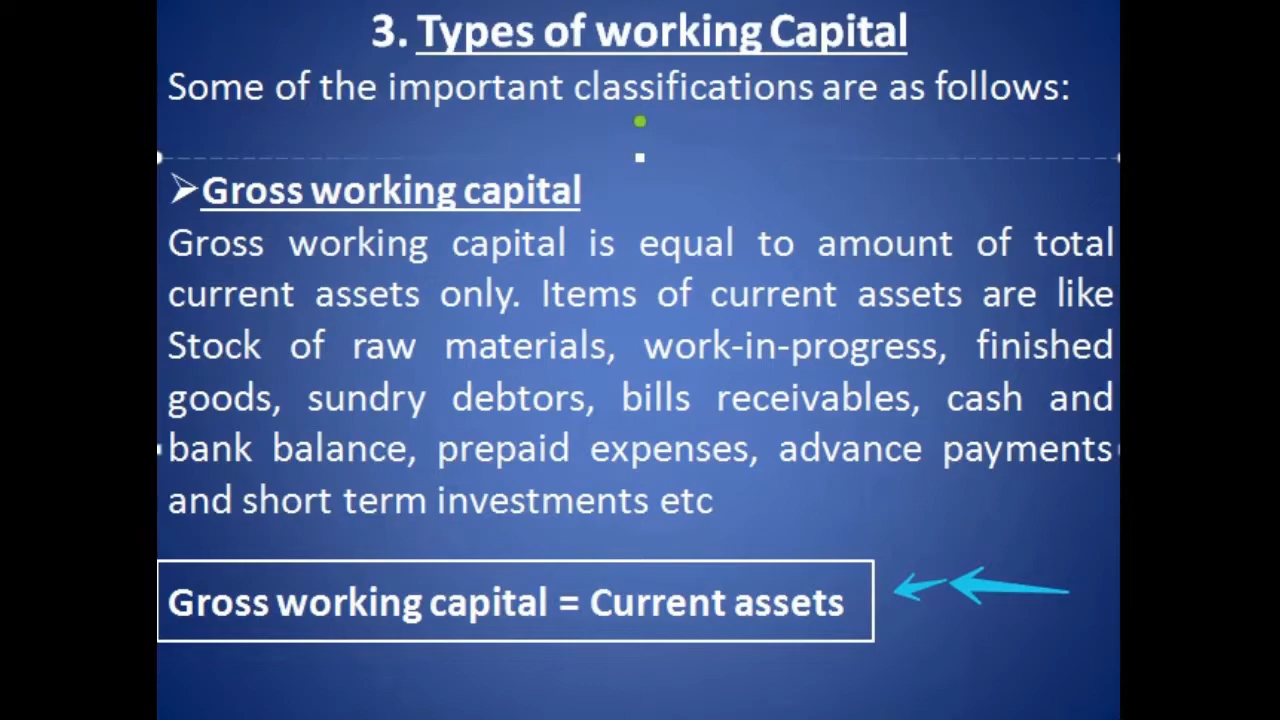 3. Types of working Capital
Some of the important classifications are as follows:
➢Gross working capital
Gross working capital is equal to amount of total
current assets only. Items of current assets are like
Stock of raw materials, work-in-progress, finished
goods, sundry debtors, bills receivables, cash and
bank balance, prepaid expenses, advance payments
and short term investments etc
Gross working capital = Current assets